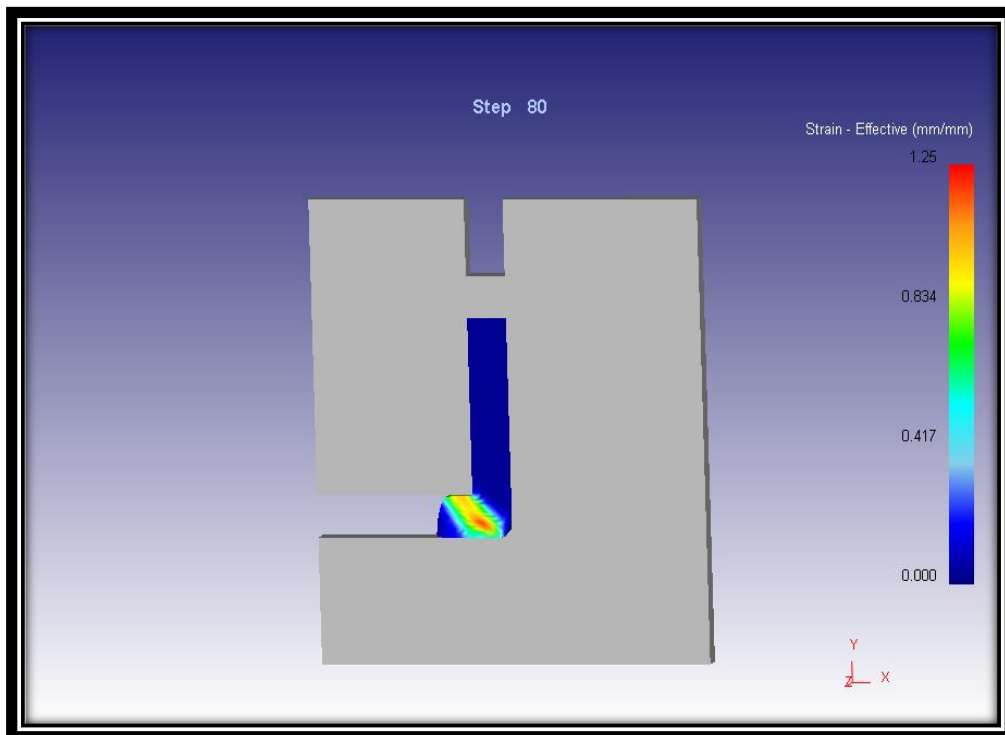 Step 80
Strain - Effective (mm/mm)
1.25
0.834
0.417
0.000
Y
Z X